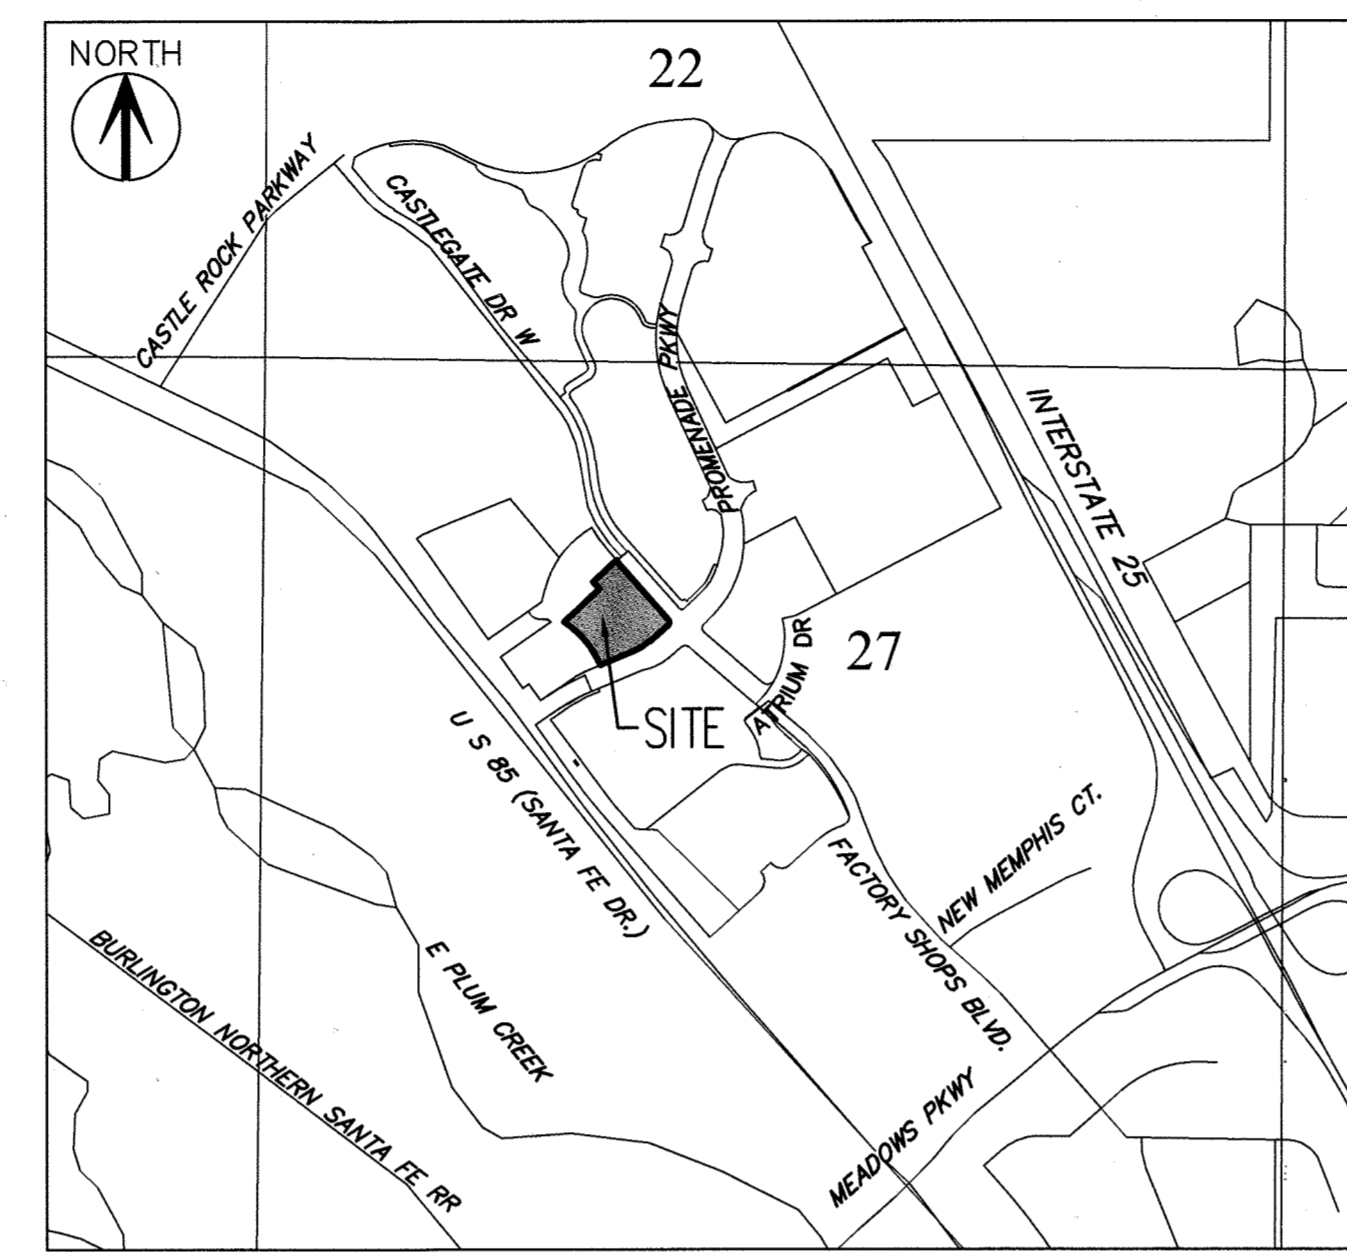 NORTH
22
CASTLE ROCK PARKWAY
CASTLEGATE DR W
PROMENADE PKWY
INTERSTATE 25
ATRIUM DR
27
SITE
U S 85 (SANTA FE DR.)
NEW MEMPHIS CT.
FACTORY SHOPS BLVD.
E PLUM CREEK
BURLINGTON NORTHERN SANTA FE RR
MEADOWS PKWY